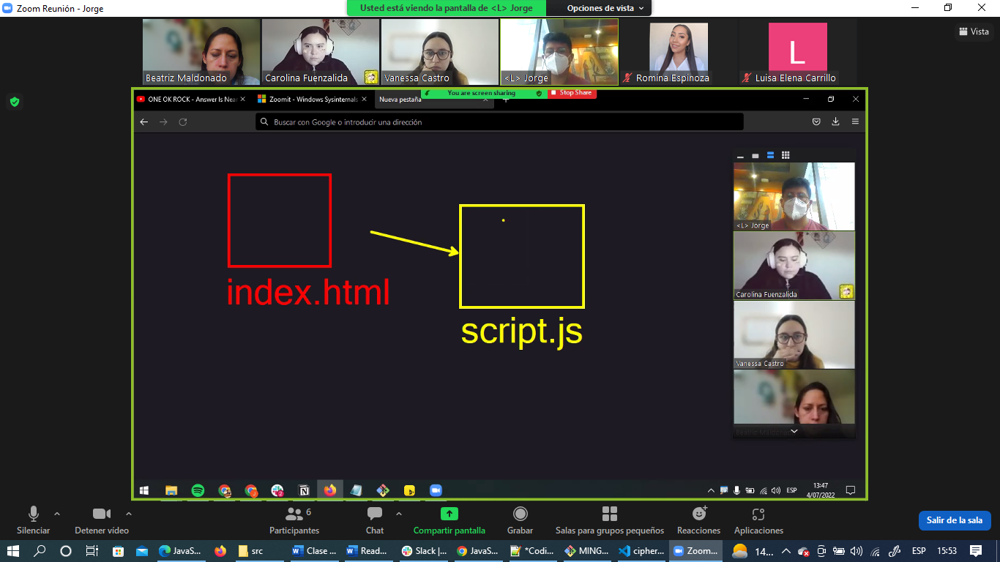 Zoom Reunión - Jorge
Usted está viendo la pantalla de <L> Jorge
Opciones de vista
Vista
Beatriz Maldonado
Carolina Fuenzalida
Vanessa Castro
<L> Jorge
Romina Espinoza
L
Luisa Elena Carrillo
ONE OK ROCK - Answer Is Near
Zoomit - Windows Sysinternals
Nueva pestaña
You are screen sharing
Stop Share
Buscar con Google o introducir una dirección
index.html
script.js
<L> Jorge
Carolina Fuenzalida
Vanessa Castro
ESP
13:47
4/07/2022
Silenciar
Detener vídeo
Participantes
6
Chat
Compartir pantalla
Grabar
Salas para grupos pequeños
Reacciones
Aplicaciones
Salir de la sala
JavaS...
src
Clase ...
Read...
Slack |...
JavaS...
*Codi...
MING...
cipher...
Zoom...
14...
ESP
15:53